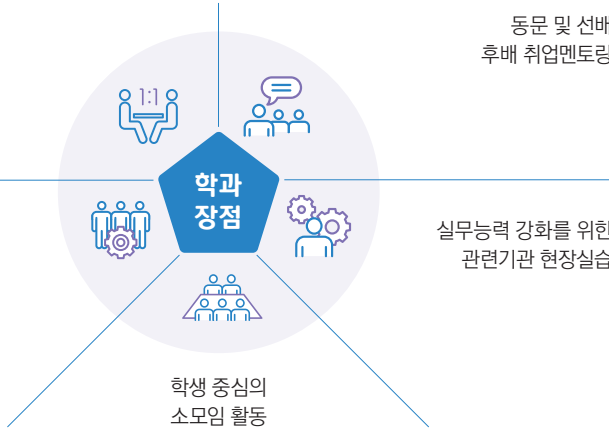 동문 및 선배
후배 취업멘토링
1:1
학과
장점
실무능력 강화를 위한
관련기관 현장실습
학생 중심의
소모임 활동